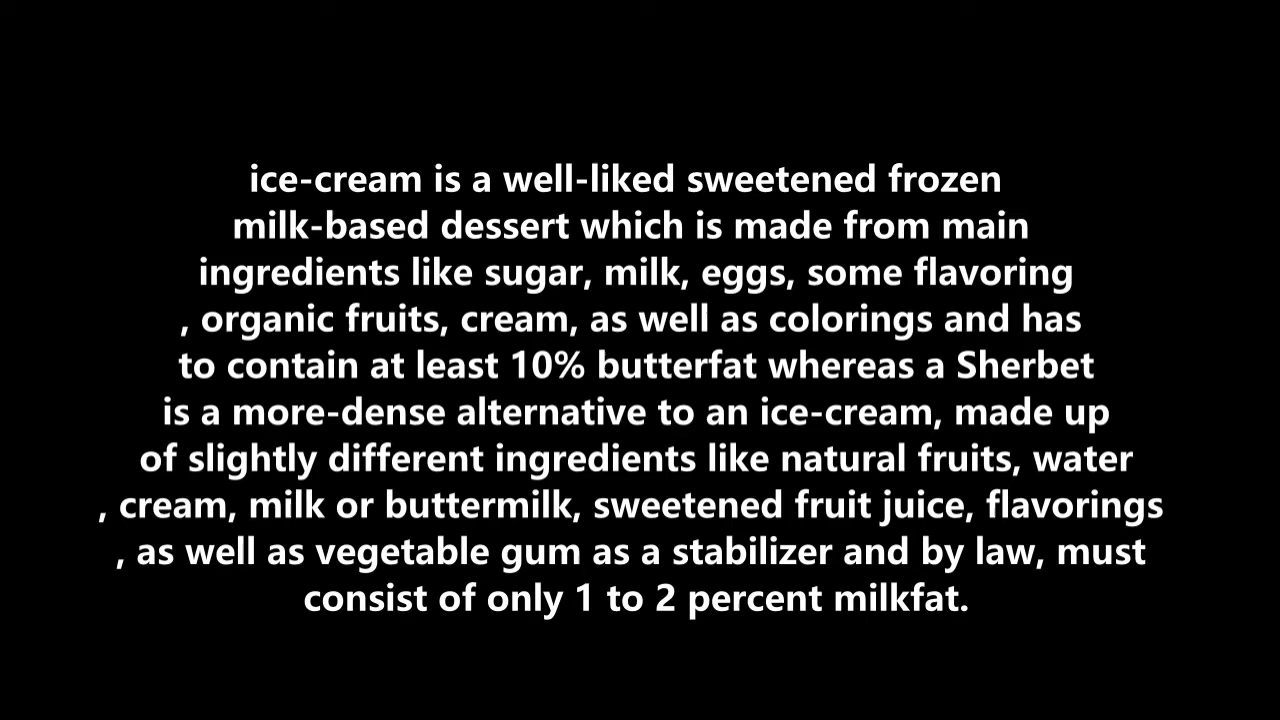 ice-cream is a well-liked sweetened frozen
milk-based dessert which is made from main
ingredients like sugar, milk, eggs, some flavoring
, organic fruits, cream, as well as colorings and has
to contain at least 10% butterfat whereas a Sherbet
is a more-dense alternative to an ice-cream, made up
of slightly different ingredients like natural fruits, water
, cream, milk or buttermilk, sweetened fruit juice, flavorings
, as well as vegetable gum as a stabilizer and by law, must
consist of only 1 to 2 percent milkfat.